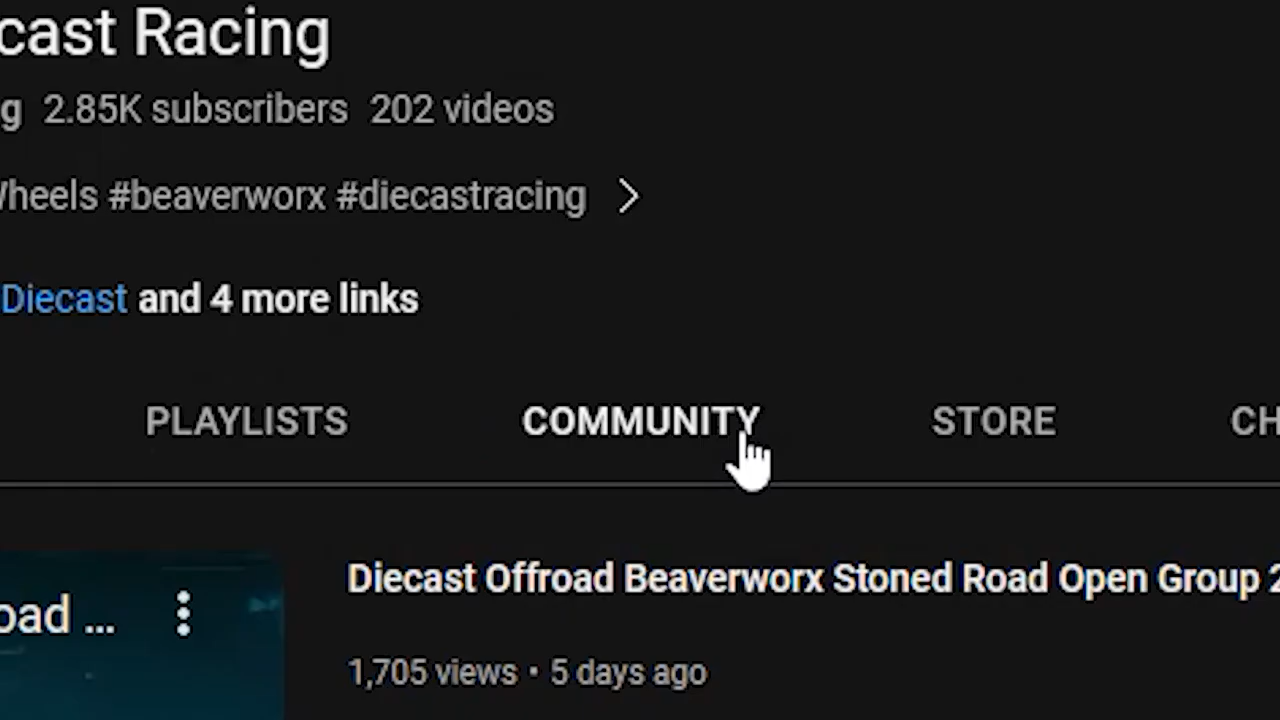 cast Racing
g 2.85K subscribers 202 videos
Wheels #beaverworx #diecastracing
Diecast and 4 more links
PLAYLISTS COMMUNITY STORE CH
Diecast Offroad Beaverworx Stoned Road Open Group 2
oad ...
1,705 views • 5 days ago